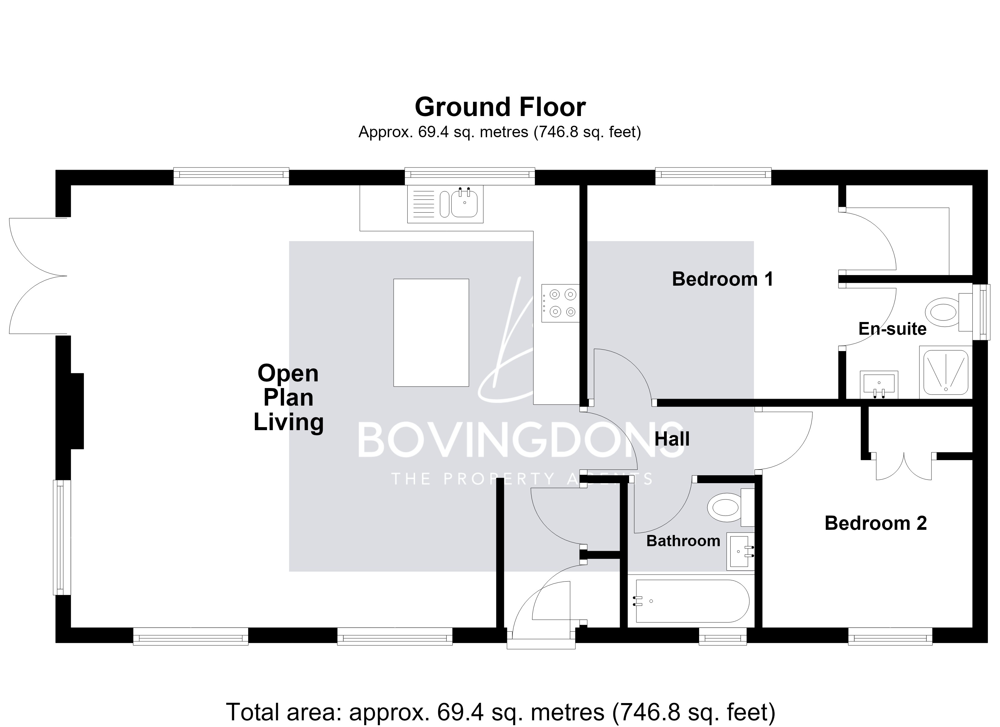 Ground Floor
Approx. 69.4 sq. metres (746.8 sq. feet)
Bedroom 1
En-suite
Open
Plan
Living
BOVINGDONS
Hall
THE PROPERTY AGENTS
Bedroom 2
Bathroom
Total area: approx. 69.4 sq. metres (746.8 sq. feet)